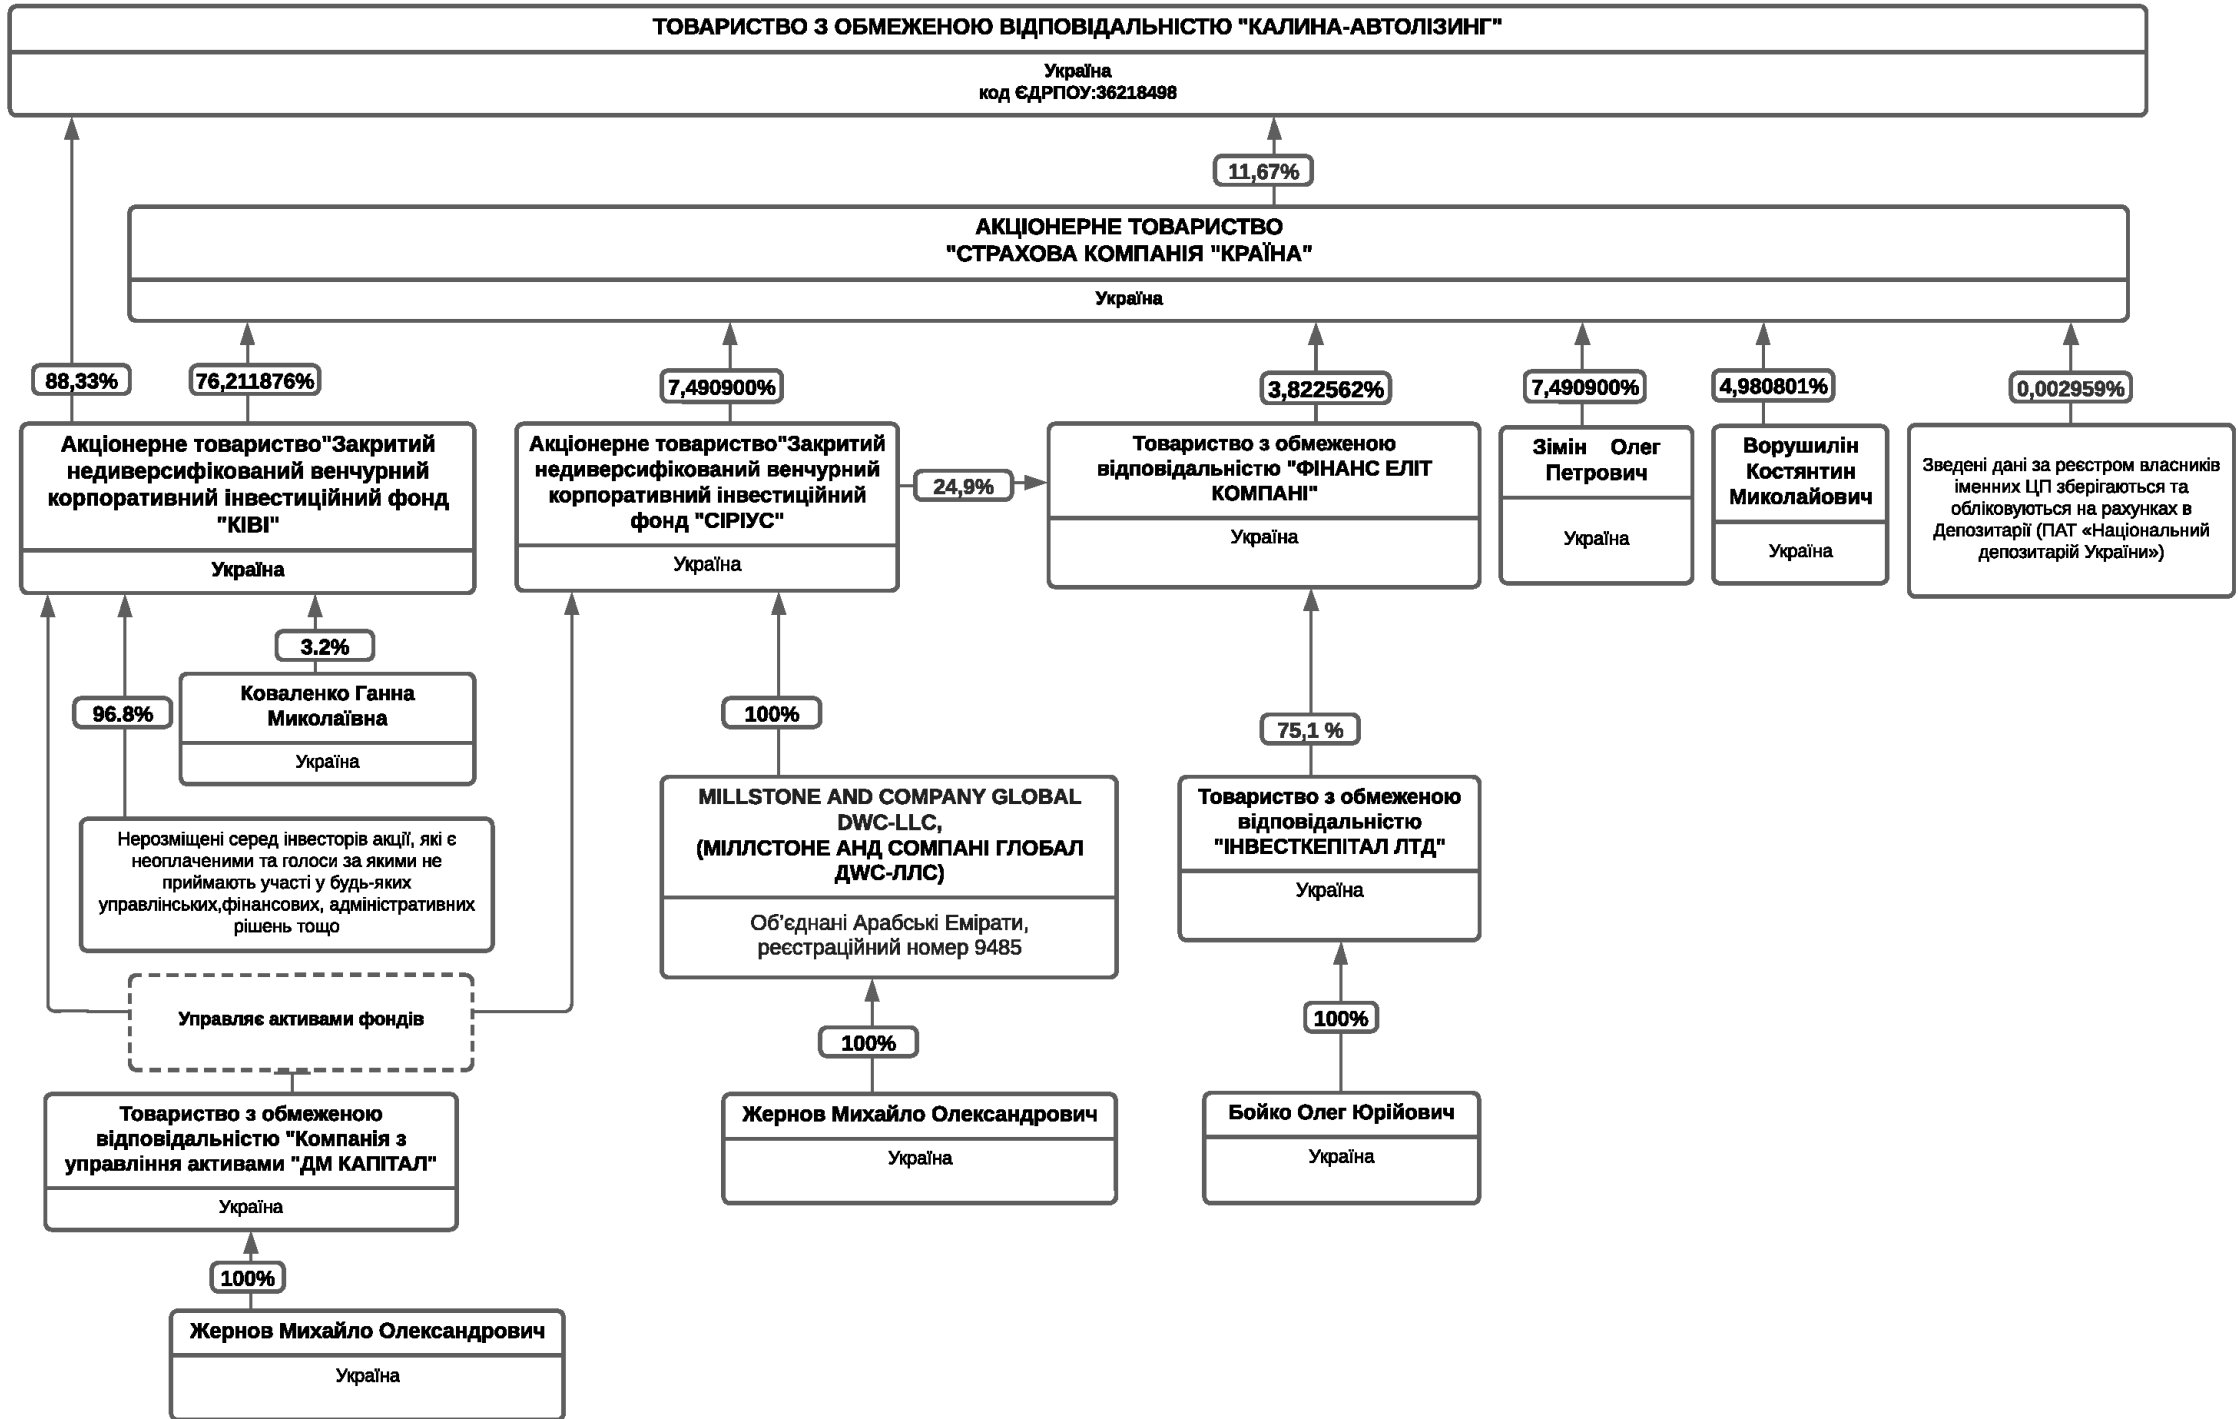 ТОВАРИСТВО З ОБМЕЖЕНОЮ ВІДПОВІДАЛЬНІСТЮ "КАЛИНА-АВТОЛІЗИНГ"
Україна
код ЄДРПОУ:36218498
11,67%
АКЦІОНЕРНЕ ТОВАРИСТВО
"СТРАХОВА КОМПАНІЯ "КРАЇНА"
Україна
88,33%
76,211876%
7,490900%
3,822562%
7,490900%
4,980801%
0,002959%
Акціонерне товариство"Закритий
недиверсифікований венчурний
корпоративний інвестиційний фонд
"КІВІ"
Україна
Акціонерне товариство"Закритий
недиверсифікований венчурний
корпоративний інвестиційний
фонд "СІРІУС"
Україна
24,9%
Товариство з обмеженою
відповідальністю "ФІНАНС ЕЛІТ
КОМПАНІ"
Україна
Зімін Олег
Петрович
Україна
Ворушилін
Костянтин
Миколайович
Україна
Зведені дані за реєстром власників
іменних ЦП зберігаються та
обліковуються на рахунках в
Депозитарії (ПАТ «Національний
депозитарій України»)
3.2%
Коваленко Ганна
Миколаївна
Україна
96.8%
Нерозміщені серед інвесторів акції, які є
неоплаченими та голоси за якими не
приймають участі у будь-яких
управлінських,фінансових, адміністративних
рішень тощо
100%
MILLSTONE AND COMPANY GLOBAL
DWC-LLC,
(МІЛЛСТОНЕ АНД СОМПАНІ ГЛОБАЛ
ДWC-ЛЛС)
Об’єднані Арабські Емірати,
реєстраційний номер 9485
75,1 %
Товариство з обмеженою
відповідальністю
"ІНВЕСТКЕПІТАЛ ЛТД"
Україна
Управляє активами фондів
100%
100%
Товариство з обмеженою
відповідальністю "Компанія з
управління активами "ДМ КАПІТАЛ"
Україна
Жернов Михайло Олександрович
Україна
Бойко Олег Юрійович
Україна
100%
Жернов Михайло Олександрович
Україна